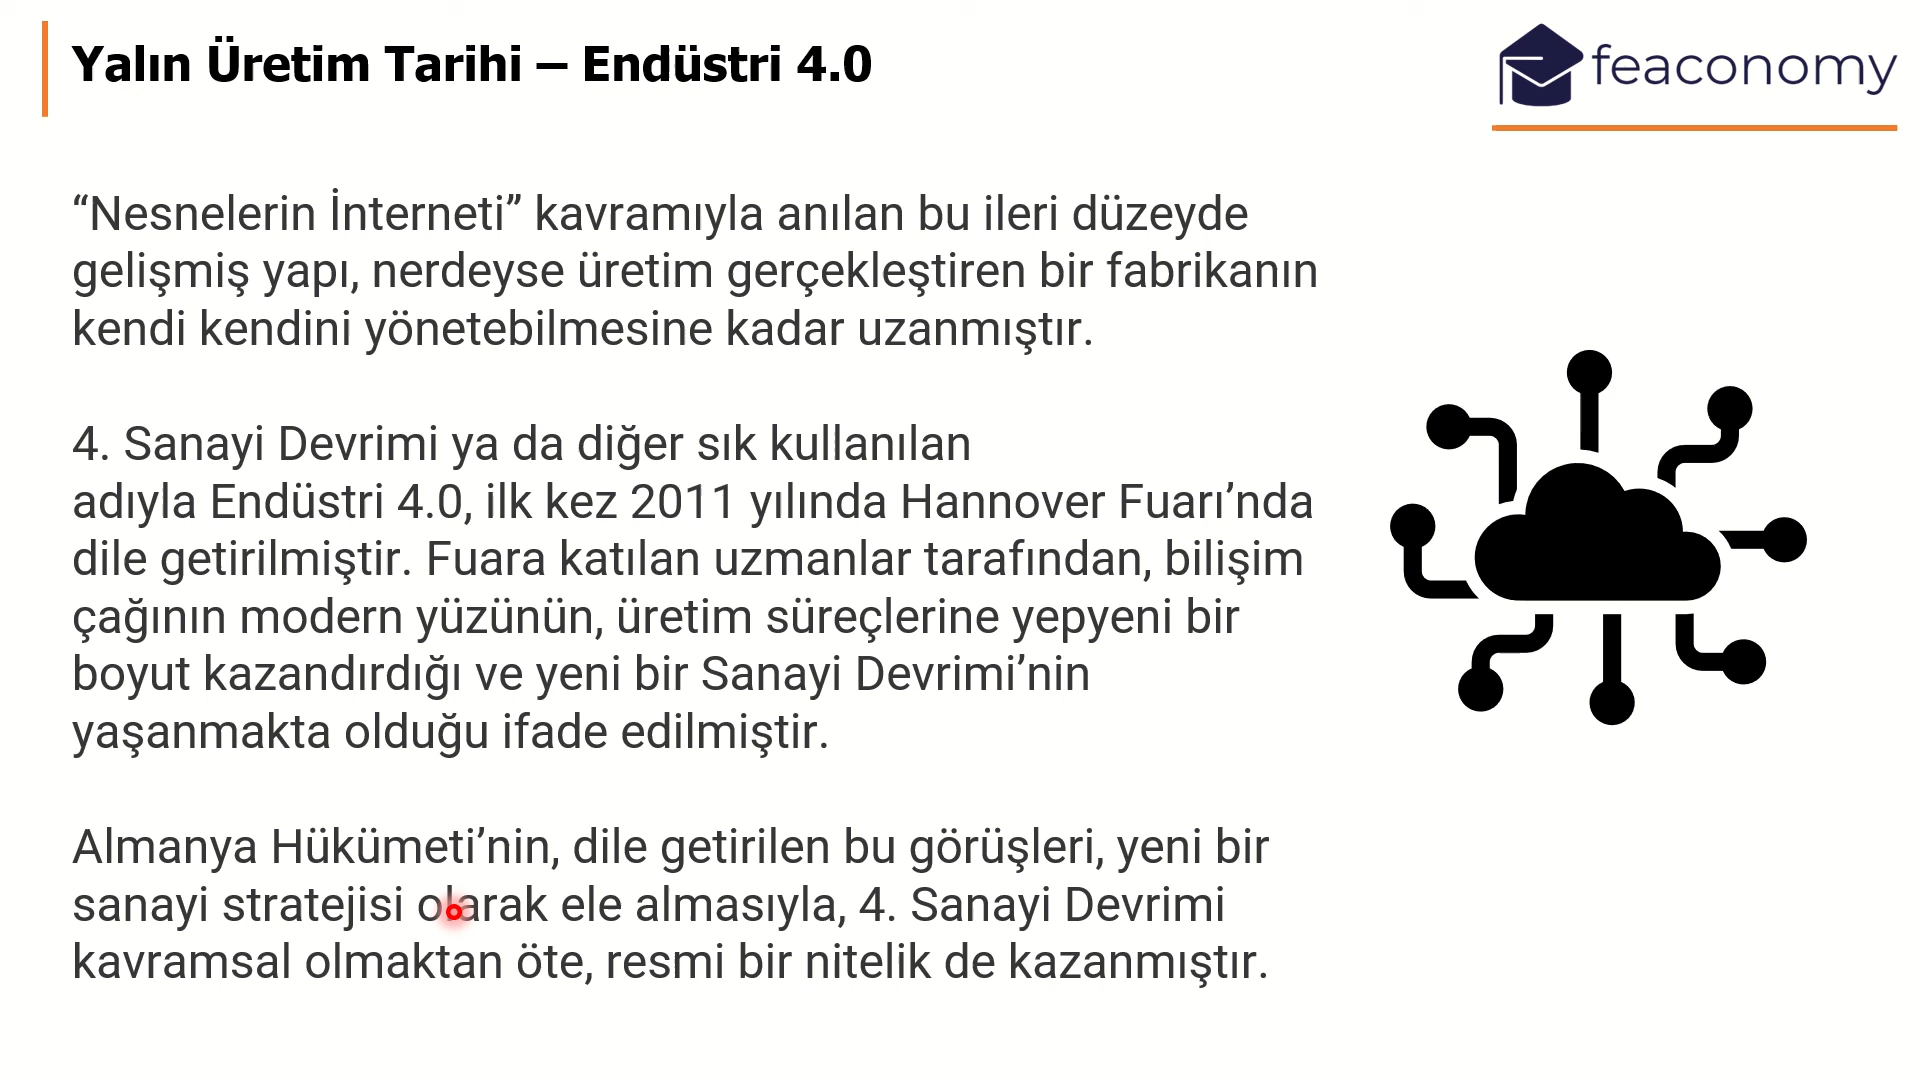 Yalın Üretim Tarihi – Endüstri 4.0
feaconomy
“Nesnelerin İnterneti” kavramıyla anılan bu ileri düzeyde
gelişmiş yapı, nerdeyse üretim gerçekleştiren bir fabrikanın
kendi kendini yönetebilmesine kadar uzanmıştır.
4. Sanayi Devrimi ya da diğer sık kullanılan
adıyla Endüstri 4.0, ilk kez 2011 yılında Hannover Fuarı’nda
dile getirilmiştir. Fuara katılan uzmanlar tarafından, bilişim
çağının modern yüzünün, üretim süreçlerine yepyeni bir
boyut kazandırdığı ve yeni bir Sanayi Devrimi’nin
yaşanmakta olduğu ifade edilmiştir.
Almanya Hükümeti’nin, dile getirilen bu görüşleri, yeni bir
sanayi stratejisi olarak ele almasıyla, 4. Sanayi Devrimi
kavramsal olmaktan öte, resmi bir nitelik de kazanmıştır.